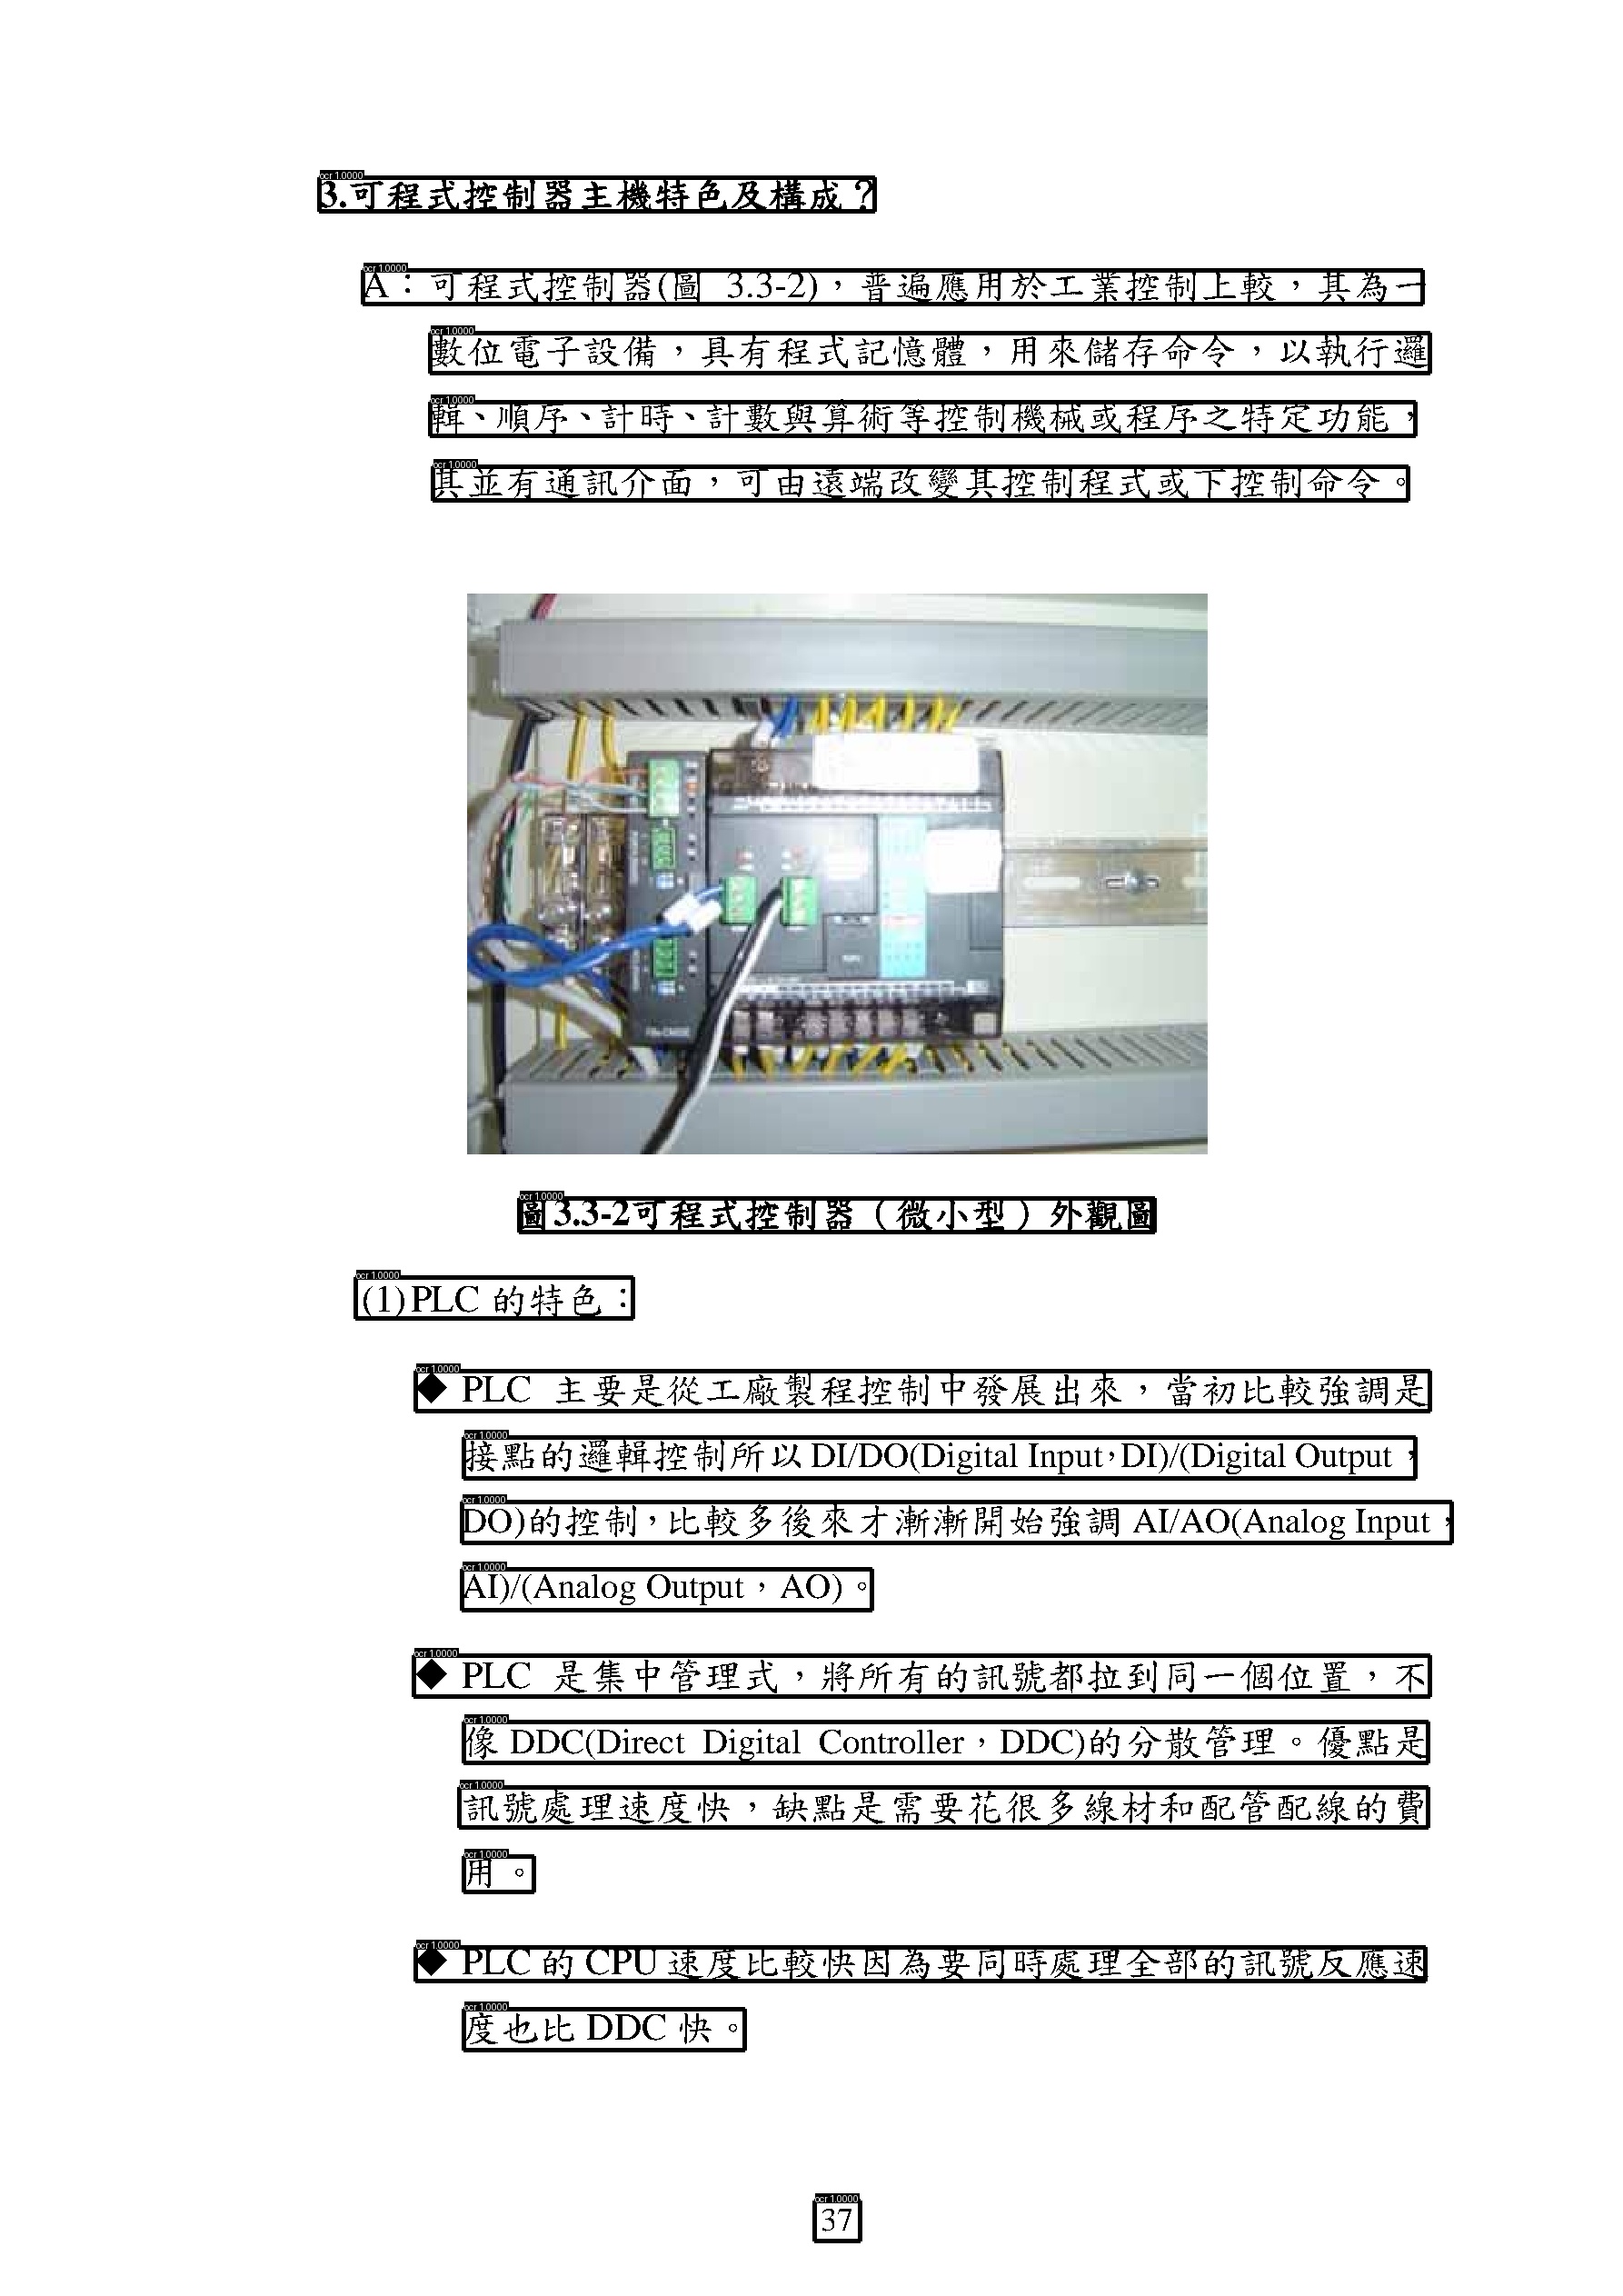 3.可程式控制器主機特色及構成？
A：可程式控制器(圖 3.3-2)，普遍應用於工業控制上較，其為一
數位電子設備，具有程式記憶體，用來儲存命令，以執行邏
輯、順序、計時、計數與算術等控制機械或程序之特定功能，
其並有通訊介面，可由遠端改變其控制程式或下控制命令。
圖3.3-2可程式控制器（微小型）外觀圖
(1)PLC 的特色：
◆ PLC 主要是從工廠製程控制中發展出來，當初比較強調是
接點的邏輯控制所以 DI/DO(Digital Input，DI)/(Digital Output，
DO)的控制，比較多後來才漸漸開始強調 AI/AO(Analog Input，
AI)/(Analog Output，AO)。
◆ PLC 是集中管理式，將所有的訊號都拉到同一個位置，不
像 DDC(Direct Digital Controller，DDC)的分散管理。優點是
訊號處理速度快，缺點是需要花很多線材和配管配線的費
用。
◆ PLC 的 CPU 速度比較快因為要同時處理全部的訊號反應速
度也比 DDC 快。
37